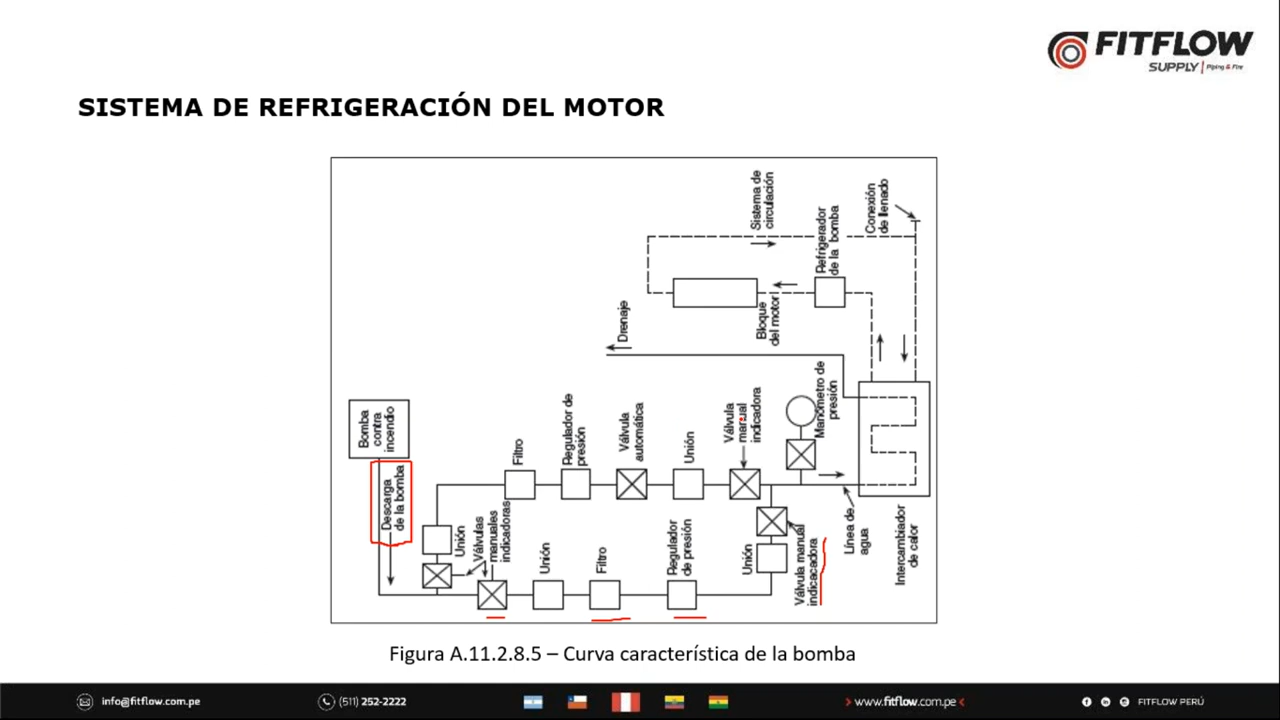 FITFLOW
SUPPLY | Piping & Fire
SISTEMA DE REFRIGERACIÓN DEL MOTOR
Sistema de
circulación
Conexión
de llenado
Refrigerador
de la bomba
Bloque
del motor
Drenaje
Bomba
contra
incendio
Descarga
de la bomba
Filtro
Regulador de
presión
Válvula
automática
Unión
Válvula
manual
indicadora
Manómetro de
presión
Unión
Válvulas
manuales
indicadoras
Unión
Filtro
Regulador
de presión
Unión
Válvula manual
indicacadora
Línea de
agua
Intercambiador
de calor
Figura A.11.2.8.5 – Curva característica de la bomba
info@fitflow.com.pe
(511) 252-2222
www.fitflow.com.pe
FITFLOW PERÚ